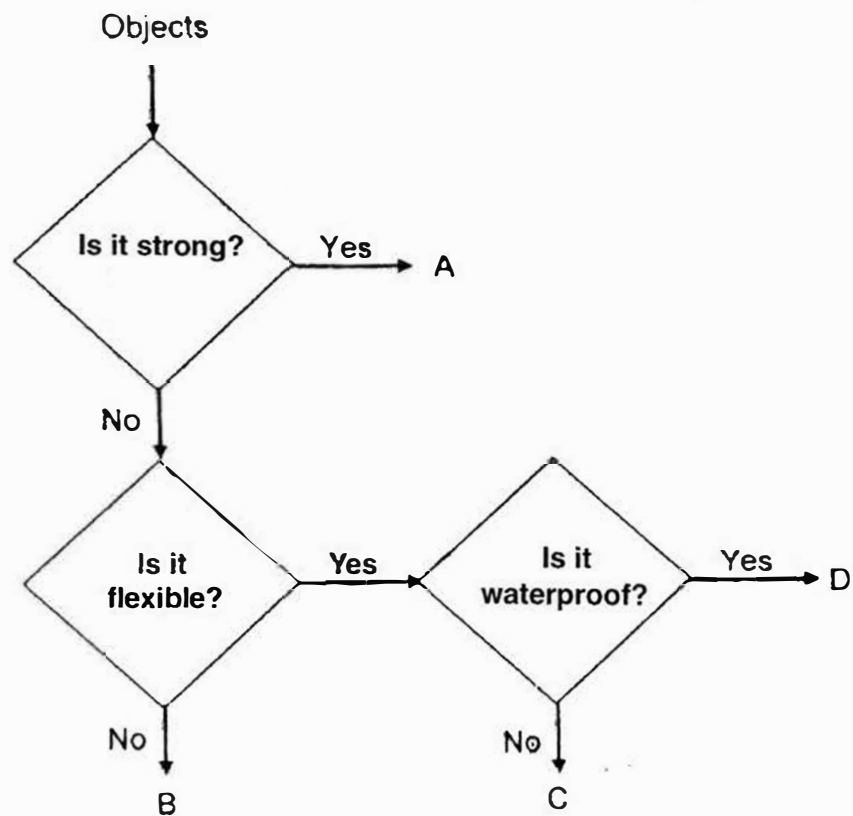 Objects
Is it strong?
Yes
A
No
Is it
flexible?
Yes
Is it
waterproof?
Yes
D
No
B
No
C